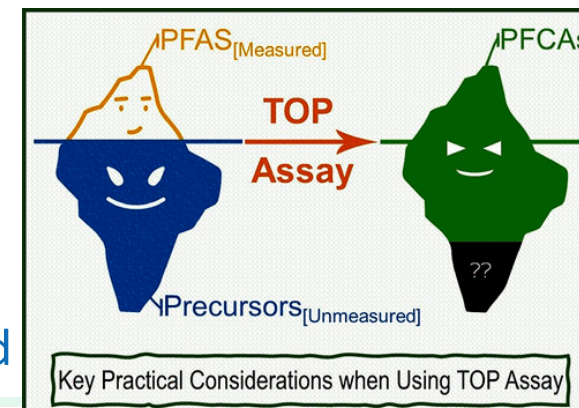 PFAS[Measured]
PFCAs
TOP
Assay
??
Precursors[Unmeasured]
d
Key Practical Considerations when Using TOP Assay